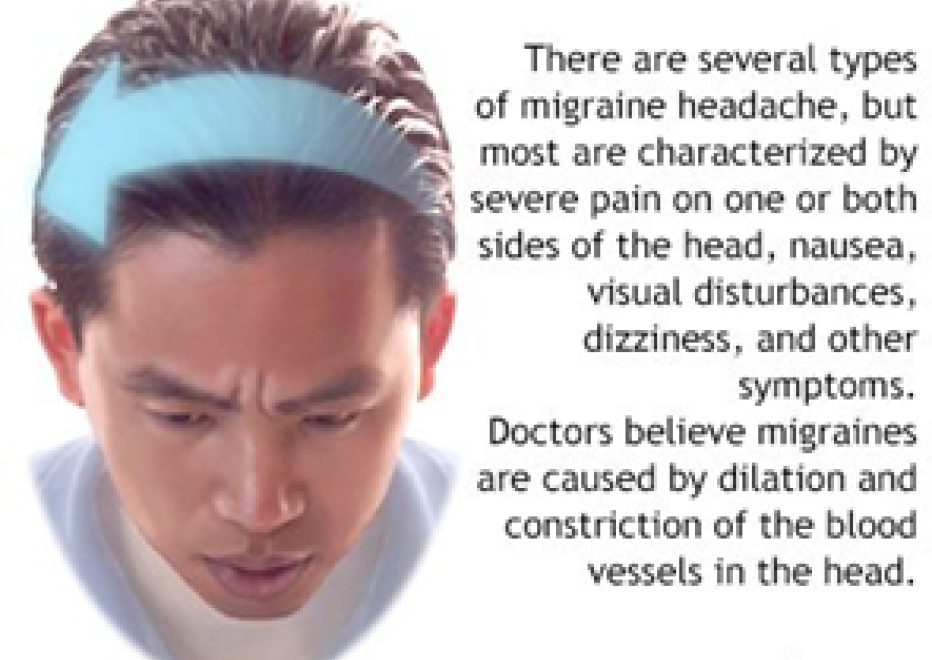 There are several types
of migraine headache, but
most are characterized by
severe pain on one or both
sides of the head, nausea,
visual disturbances,
dizziness, and other
symptoms.
Doctors believe migraines
are caused by dilation and
constriction of the blood
vessels in the head.